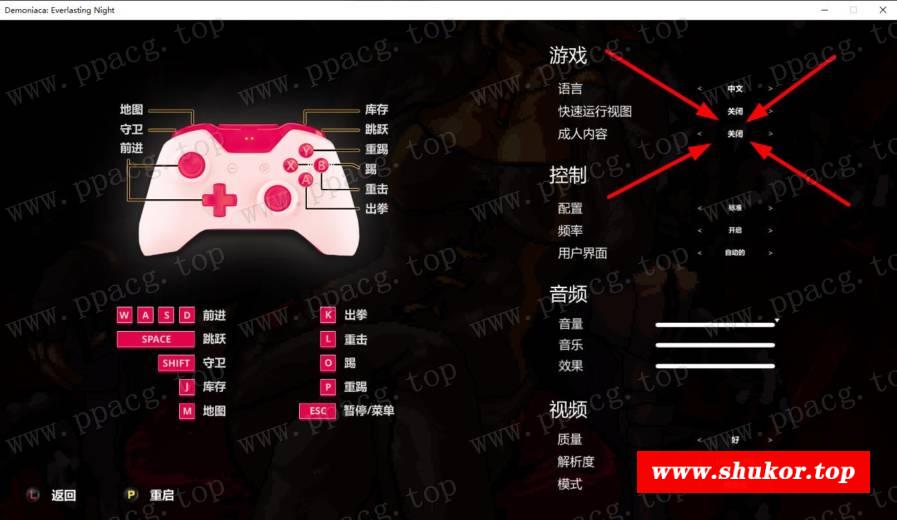 Demoniaca: Everlasting Night
地图
守卫
前进
库存
跳跃
重踢
踢
重击
出拳
Y
X
B
A
W A S D 前进
SPACE 跳跃
SHIFT 守卫
J 库存
M 地图
K 出拳
L 重击
O 踢
P 重踢
ESC 暂停/菜单
游戏
语言 < 中文 >
快速运行视图 < 关闭 >
成人内容 < 关闭 >
控制
配置 < 标准 >
频率 < 开启 >
用户界面 < 自动的 >
音频
音量
音乐
效果
视频
质量 < 好 >
解析度
模式
L 返回
P 重启
www.shukor.top
www.ppacg.top